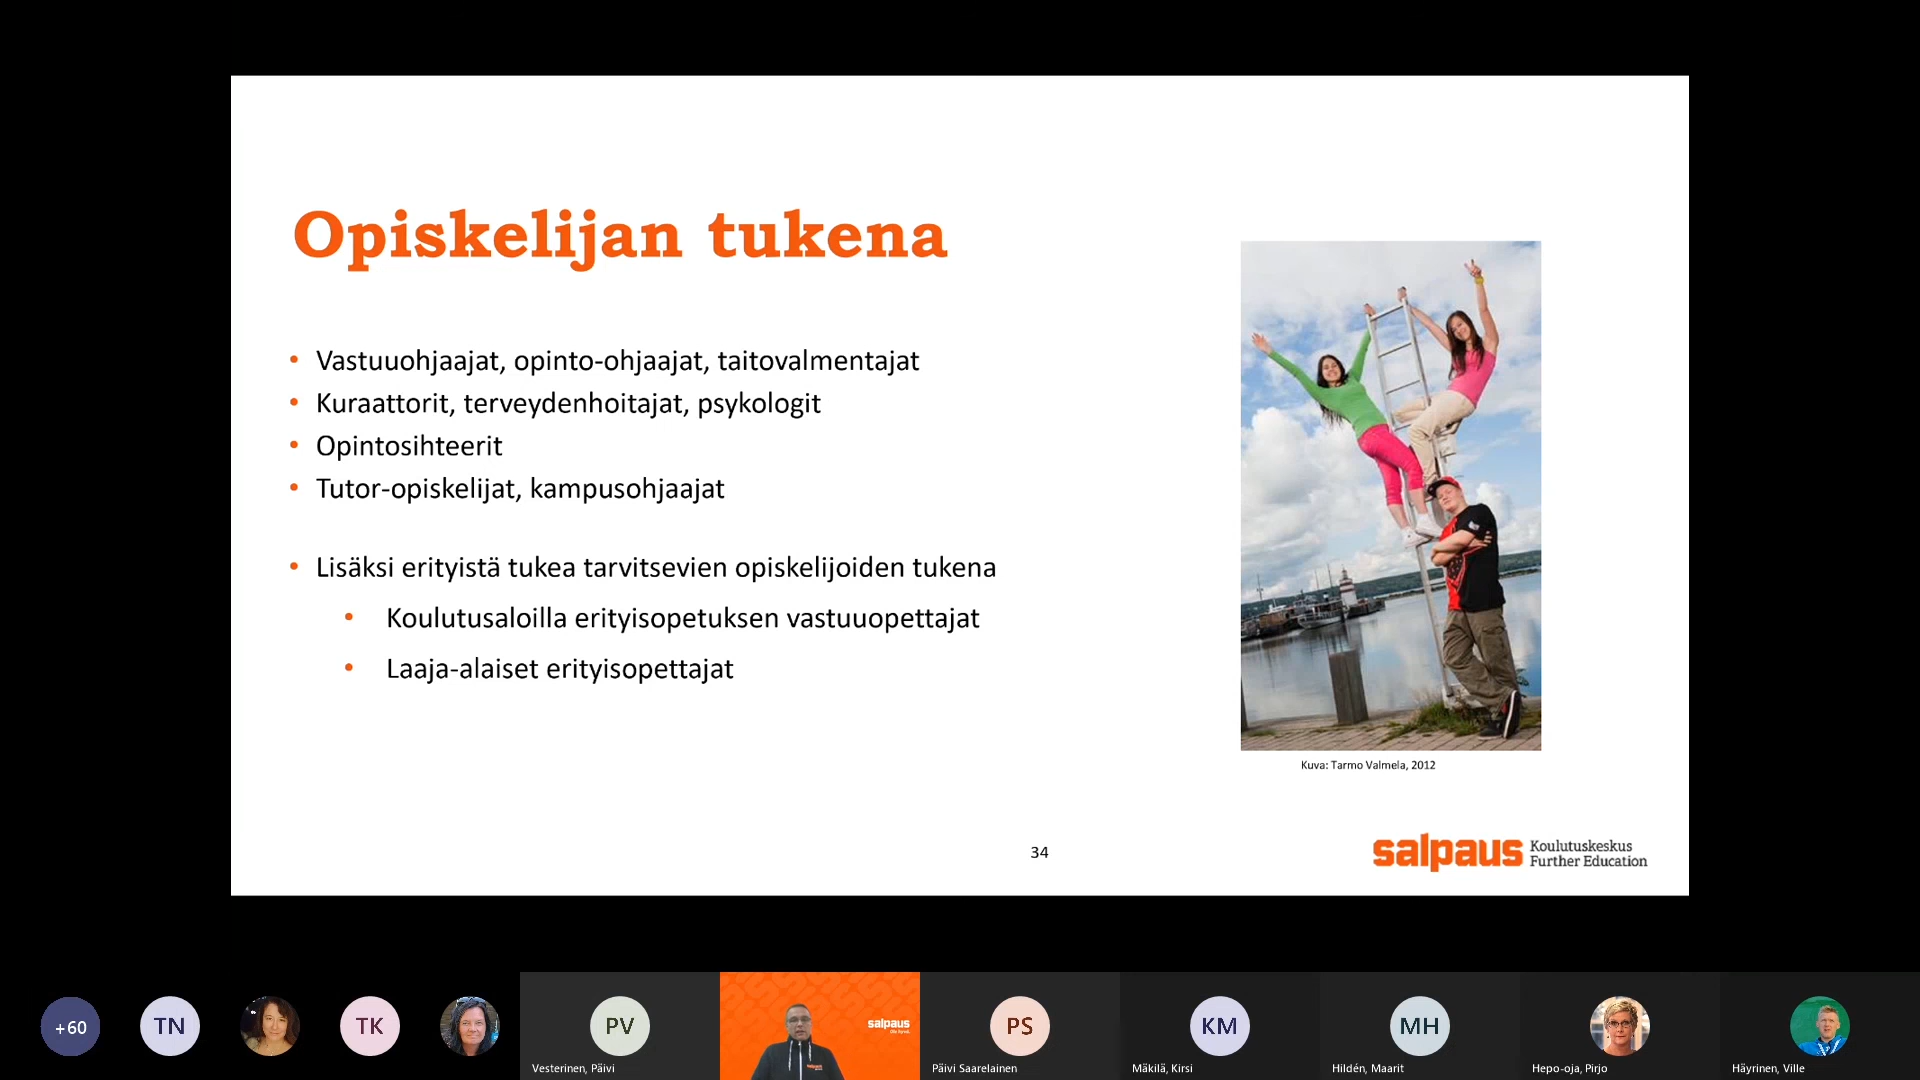 Opiskelijan tukena
• Vastuuohjaajat, opinto-ohjaajat, taitovalmentajat
• Kuraattorit, terveydenhoitajat, psykologit
• Opintosihteerit
• Tutor-opiskelijat, kampusohjaajat
• Lisäksi erityistä tukea tarvitsevien opiskelijoiden tukena
• Koulutusaloilla erityisopetuksen vastuuopettajat
• Laaja-alaiset erityisopettajat
Kuva: Tarmo Valmela, 2012
34
salpaus Koulutuskeskus
Further Education
+60
TN
TK
PV
Vesterinen, Päivi
salpaus
PS
Päivi Saarelainen
KM
Mäkilä, Kirsi
MH
Hildén, Maarit
Hepo-oja, Pirjo
Häyrinen, Ville